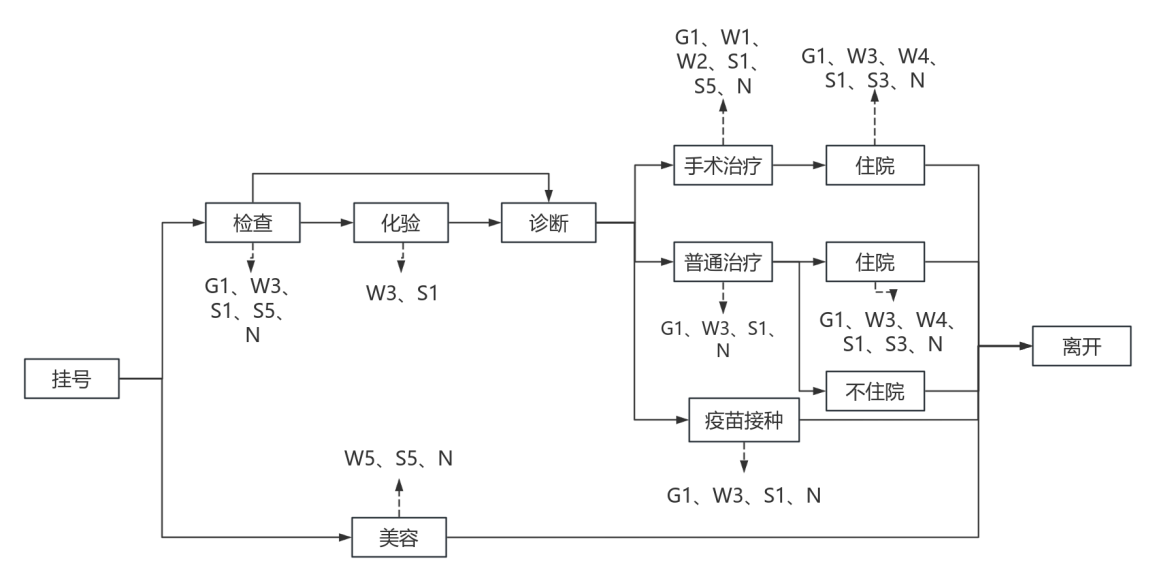 G1、W1、
W2、S1、
S5、N
G1、W3、W4、
S1、S3、N
手术治疗
住院
检查
化验
诊断
G1、W3、
S1、S5、
N
W3、S1
普通治疗
住院
G1、W3、S1、
N
G1、W3、W4、
S1、S3、N
挂号
离开
不住院
疫苗接种
G1、W3、S1、N
W5、S5、N
美容